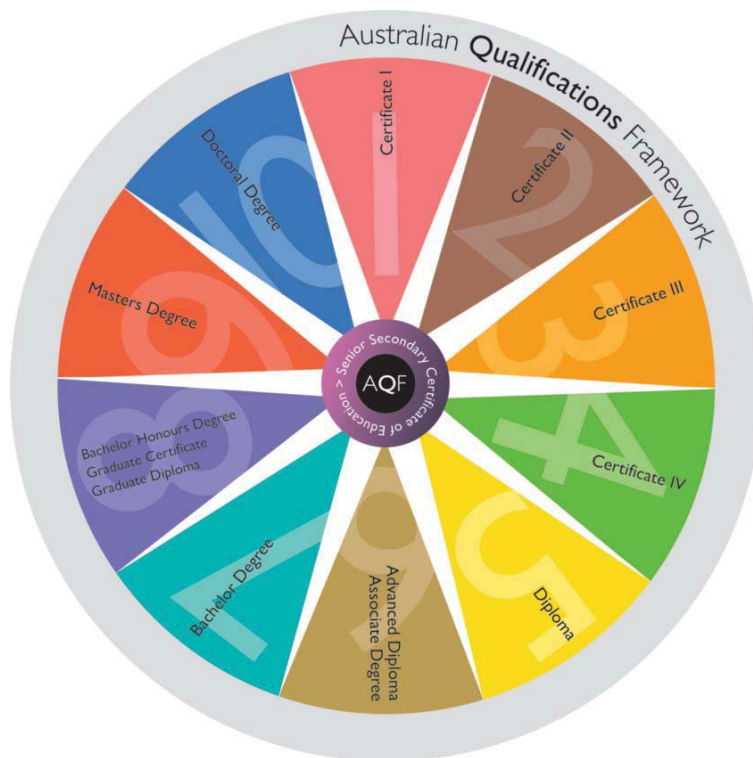 Australian Qualifications Framework
1
Certificate I
2
Certificate II
3
Certificate III
4
Certificate IV
5
Diploma
6
Advanced Diploma
Associate Degree
7
Bachelor Degree
8
Bachelor Honours Degree
Graduate Certificate
Graduate Diploma
9
Masters Degree
10
Doctoral Degree
Senior Secondary Certificate of Education <
AQF